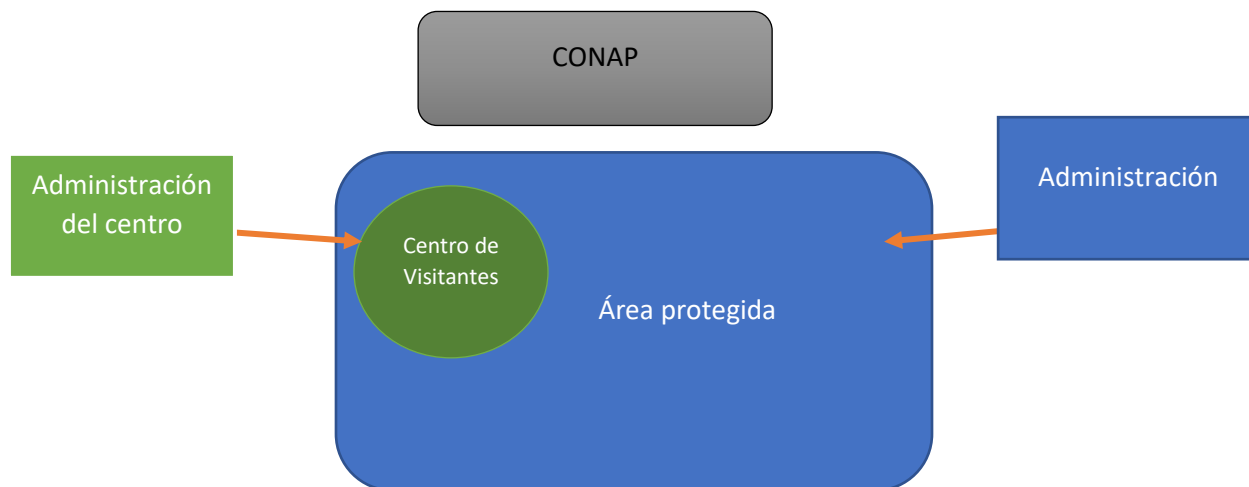 CONAP
Administración
del centro
Administración
Centro de
Visitantes
Área protegida